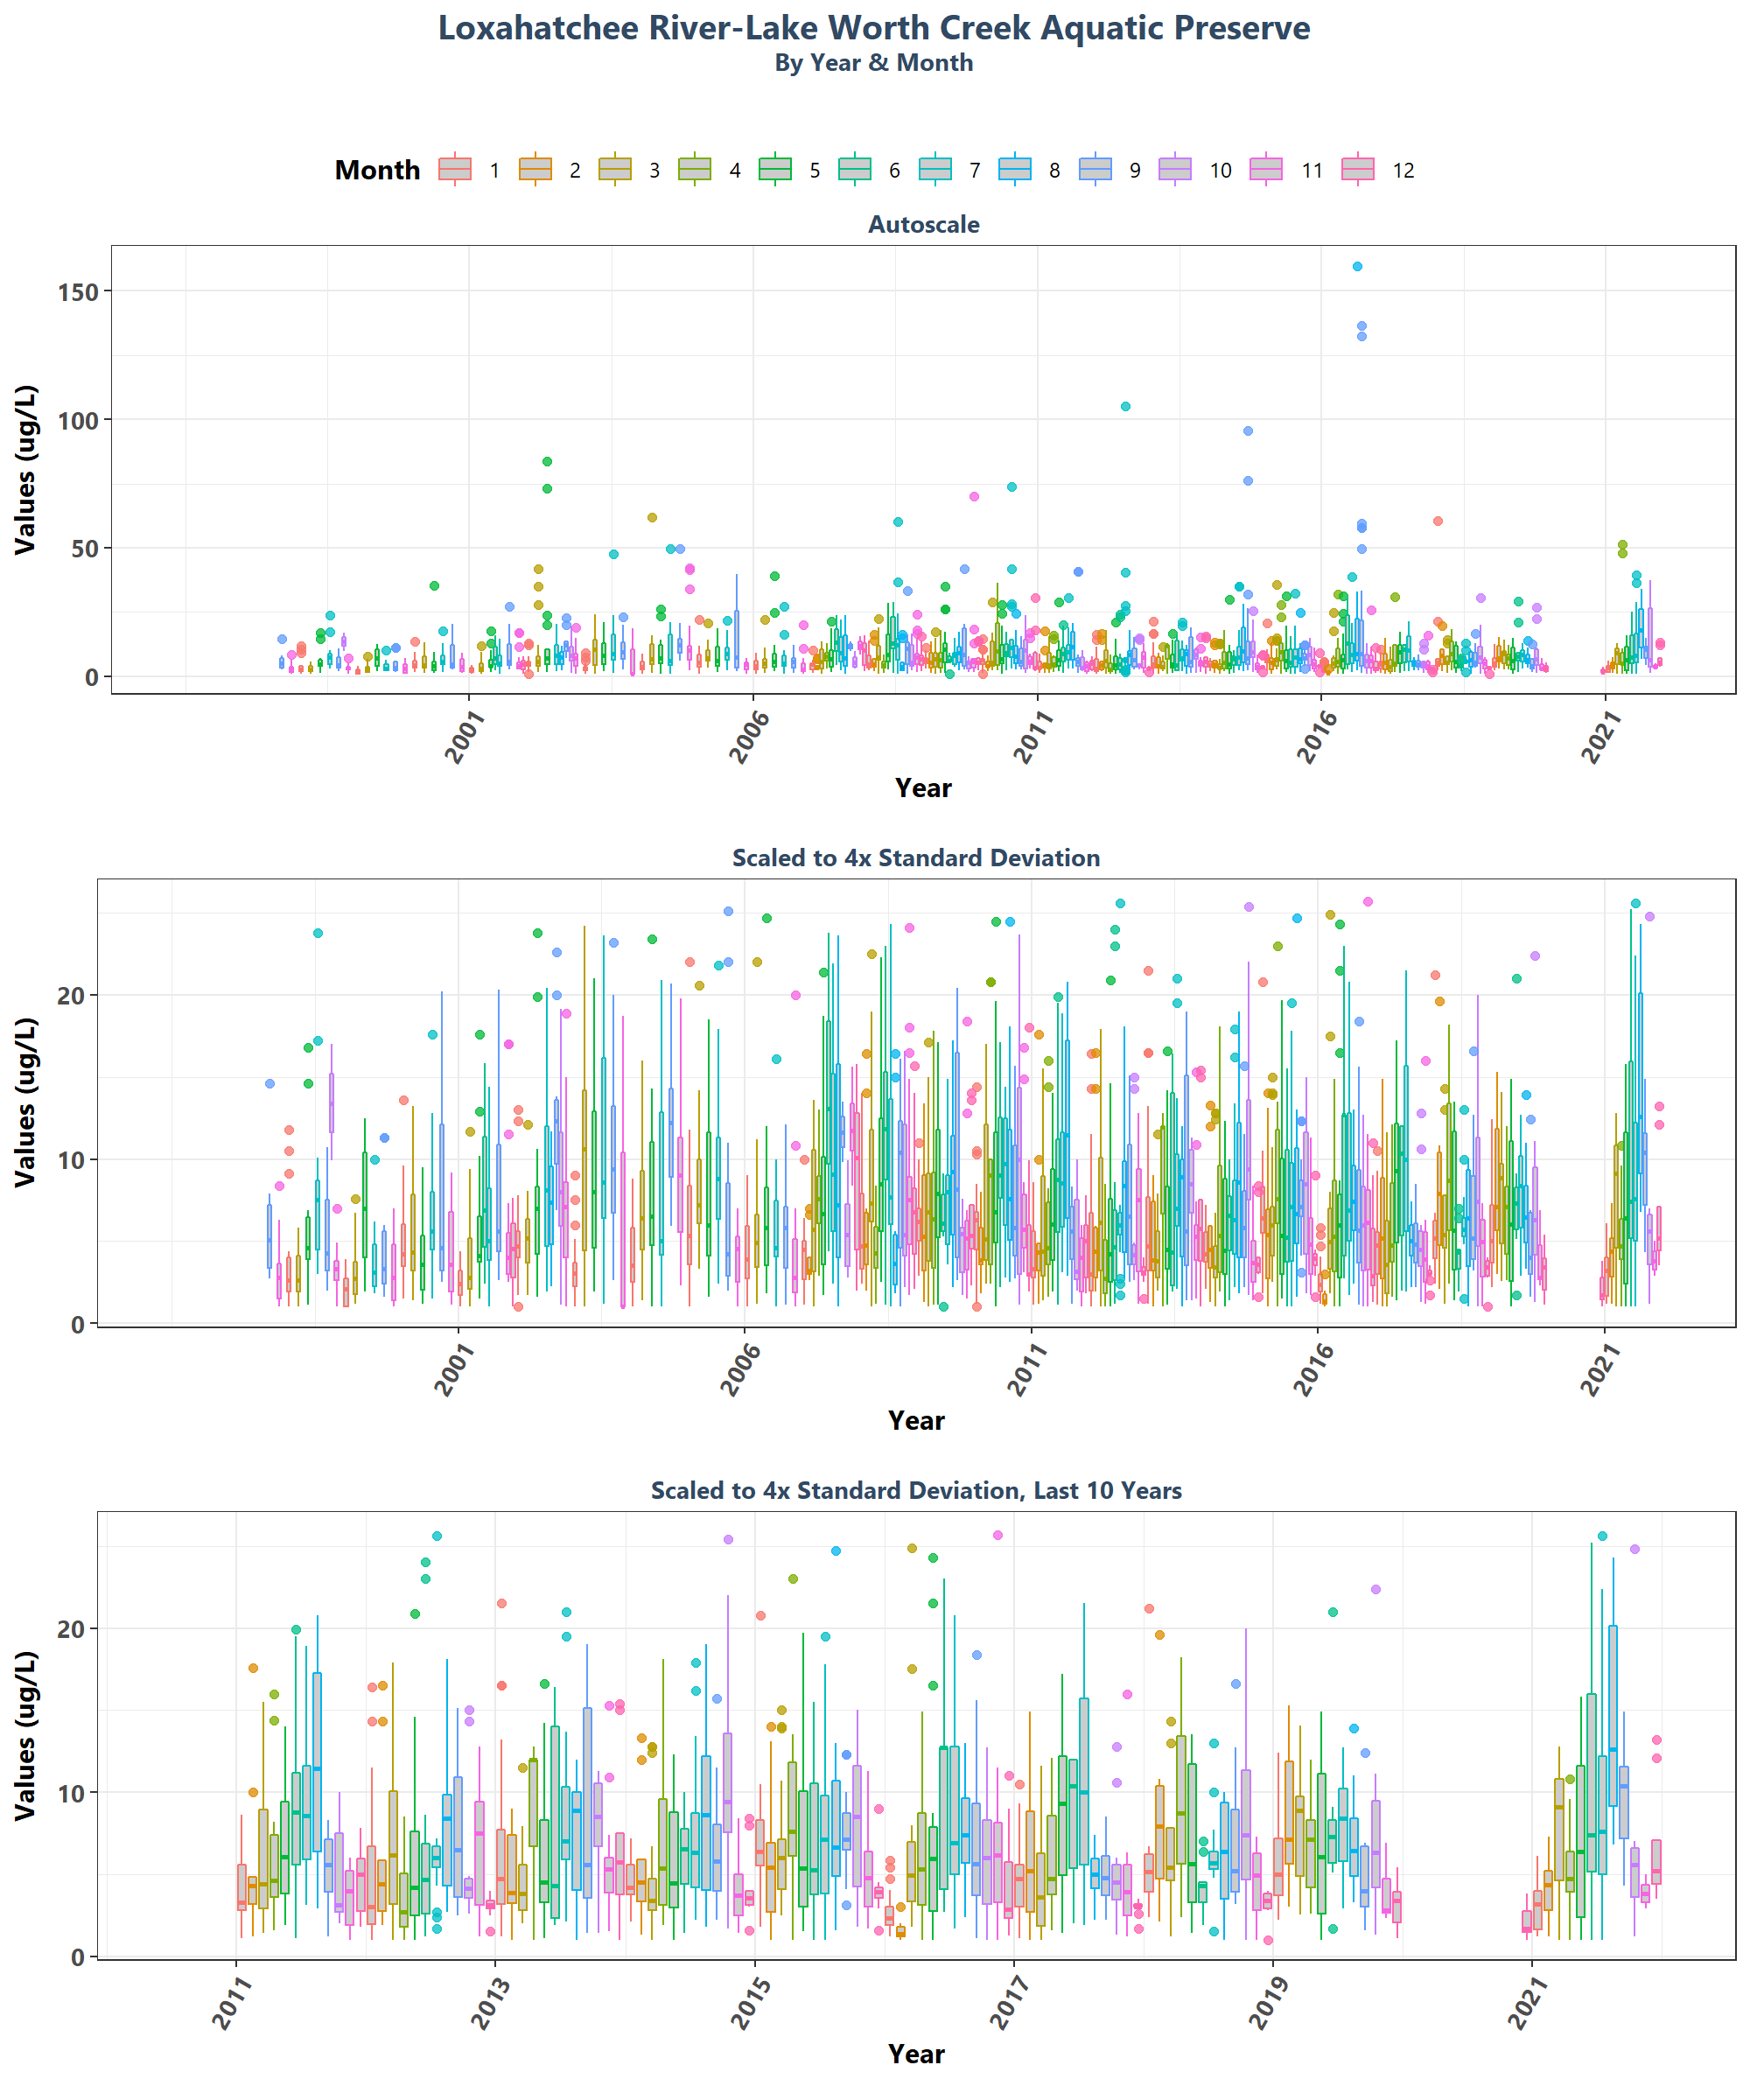 Loxahatchee River-Lake Worth Creek Aquatic Preserve
By Year & Month
Month 1 2 3 4 5 6 7 8 9 10 11 12
Autoscale
Values (ug/L)
150
100
50
0
2001 2006 2011 2016 2021
Year
Scaled to 4x Standard Deviation
Values (ug/L)
20
10
0
2001 2006 2011 2016 2021
Year
Scaled to 4x Standard Deviation, Last 10 Years
Values (ug/L)
20
10
0
2011 2013 2015 2017 2019 2021
Year